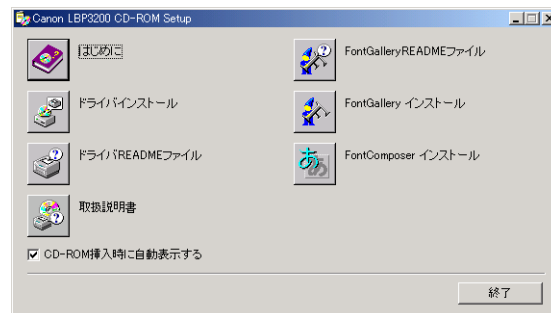 Canon LBP3200 CD-ROM Setup
はじめに
ドライバインストール
ドライバREADMEファイル
取扱説明書
FontGalleryREADMEファイル
FontGallery インストール
FontComposer インストール
CD-ROM挿入時に自動表示する
終了